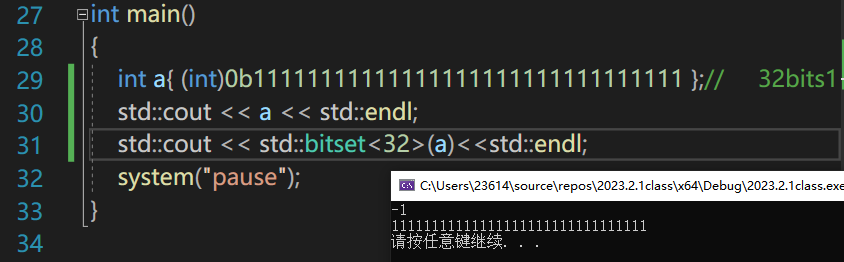 27 int main()
28 {
29 int a{ (int)0b11111111111111111111111111111111 };// 32bits1
30 std::cout << a << std::endl;
31 std::cout << std::bitset<32>(a)<<std::endl;
32 system("pause");
33 }
34
C:\Users\23614\source\repos\2023.2.1class\x64\Debug\2023.2.1class.exe
-1
11111111111111111111111111111111
请按任意键继续. . .